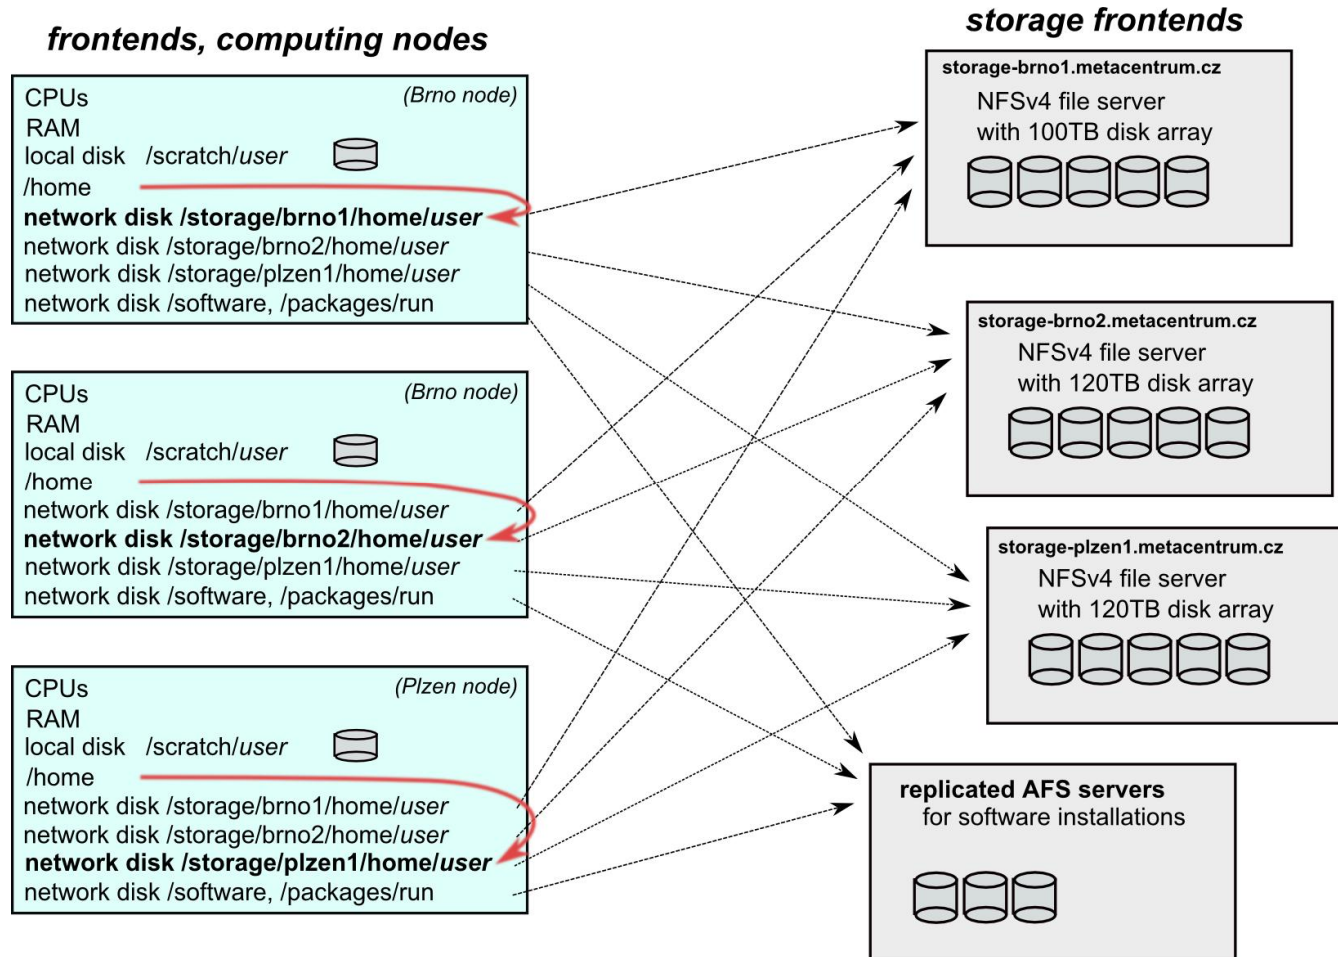 frontends, computing nodes
CPUs (Brno node)
RAM
local disk /scratch/user
/home
network disk /storage/brno1/home/user
network disk /storage/brno2/home/user
network disk /storage/plzen1/home/user
network disk /software, /packages/run
CPUs (Brno node)
RAM
local disk /scratch/user
/home
network disk /storage/brno1/home/user
network disk /storage/brno2/home/user
network disk /storage/plzen1/home/user
network disk /software, /packages/run
CPUs (Plzen node)
RAM
local disk /scratch/user
/home
network disk /storage/brno1/home/user
network disk /storage/brno2/home/user
network disk /storage/plzen1/home/user
network disk /software, /packages/run
storage frontends
storage-brno1.metacentrum.cz
NFSv4 file server
with 100TB disk array
storage-brno2.metacentrum.cz
NFSv4 file server
with 120TB disk array
storage-plzen1.metacentrum.cz
NFSv4 file server
with 120TB disk array
replicated AFS servers
for software installations